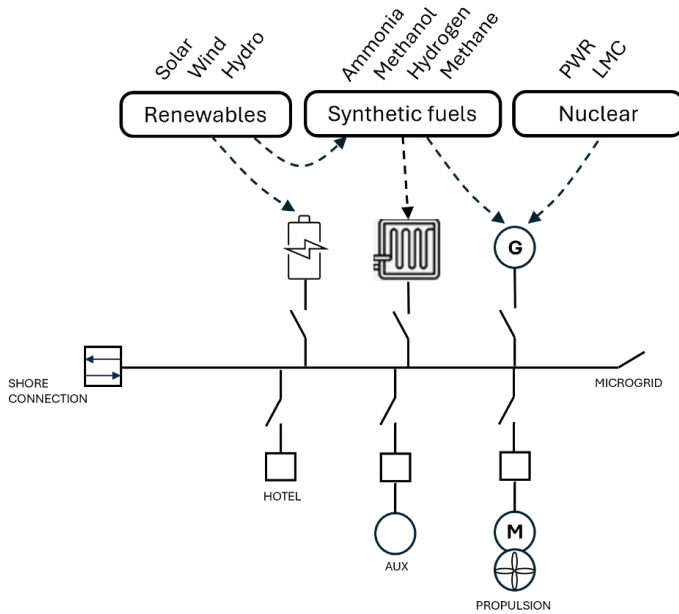 Solar
Wind
Hydro
Ammonia
Methanol
Hydrogen
Methane
PWR
LMC
Renewables
Synthetic fuels
Nuclear
G
SHORE
CONNECTION
MICROGRID
HOTEL
AUX
M
PROPULSION